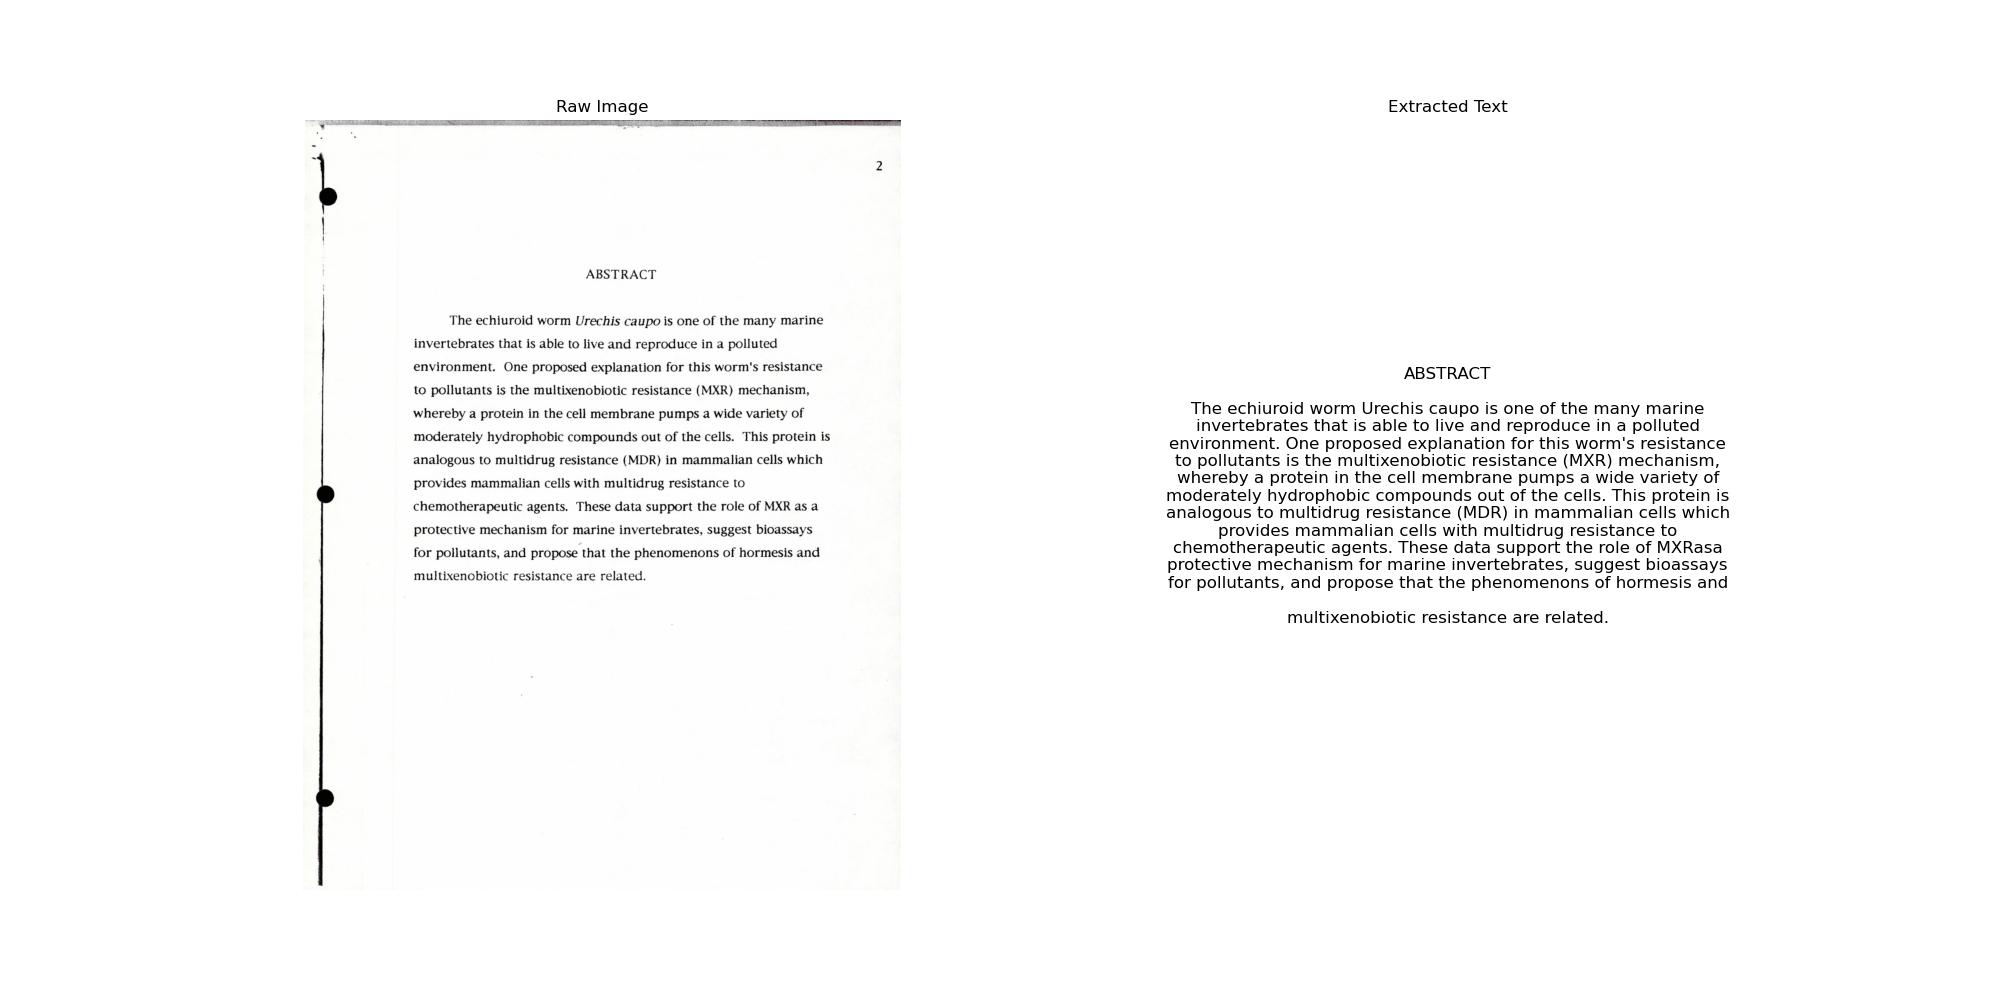 Raw Image
2
ABSTRACT
The echiuroid worm Urechis caupo is one of the many marine
invertebrates that is able to live and reproduce in a polluted
environment. One proposed explanation for this worm's resistance
to pollutants is the multixenobiotic resistance (MXR) mechanism,
whereby a protein in the cell membrane pumps a wide variety of
moderately hydrophobic compounds out of the cells. This protein is
analogous to multidrug resistance (MDR) in mammalian cells which
provides mammalian cells with multidrug resistance to
chemotherapeutic agents. These data support the role of MXR as a
protective mechanism for marine invertebrates, suggest bioassays
for pollutants, and propose that the phenomenons of hormesis and
multixenobiotic resistance are related.
Extracted Text
ABSTRACT
The echiuroid worm Urechis caupo is one of the many marine
invertebrates that is able to live and reproduce in a polluted
environment. One proposed explanation for this worm's resistance
to pollutants is the multixenobiotic resistance (MXR) mechanism,
whereby a protein in the cell membrane pumps a wide variety of
moderately hydrophobic compounds out of the cells. This protein is
analogous to multidrug resistance (MDR) in mammalian cells which
provides mammalian cells with multidrug resistance to
chemotherapeutic agents. These data support the role of MXRasa
protective mechanism for marine invertebrates, suggest bioassays
for pollutants, and propose that the phenomenons of hormesis and
multixenobiotic resistance are related.